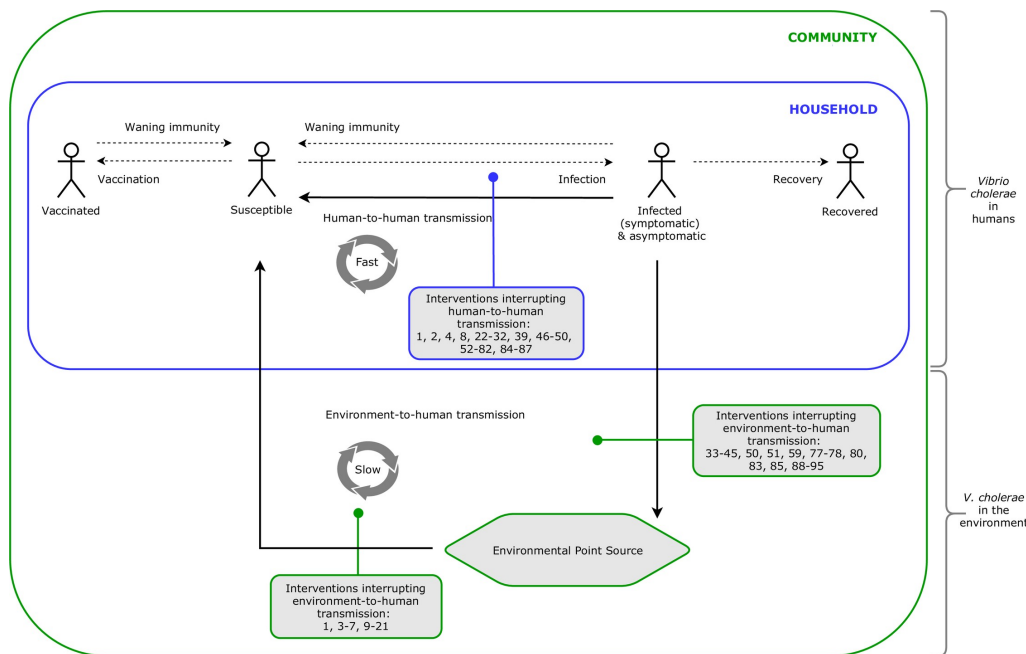 COMMUNITY
HOUSEHOLD
Waning immunity
Waning immunity
Vaccination
Infection
Recovery
Vaccinated
Susceptible
Infected
(symptomatic)
& asymptomatic
Recovered
Human-to-human transmission
Fast
Interventions interrupting
human-to-human
transmission:
1, 2, 4, 8, 22-32, 39, 46-50,
52-82, 84-87
Vibrio
cholerae
in
humans
Environment-to-human transmission
Slow
Interventions interrupting
environment-to-human
transmission:
33-45, 50, 51, 59, 77-78, 80,
83, 85, 88-95
V. cholerae
in the
environment
Environmental Point Source
Interventions interrupting
environment-to-human
transmission:
1, 3-7, 9-21